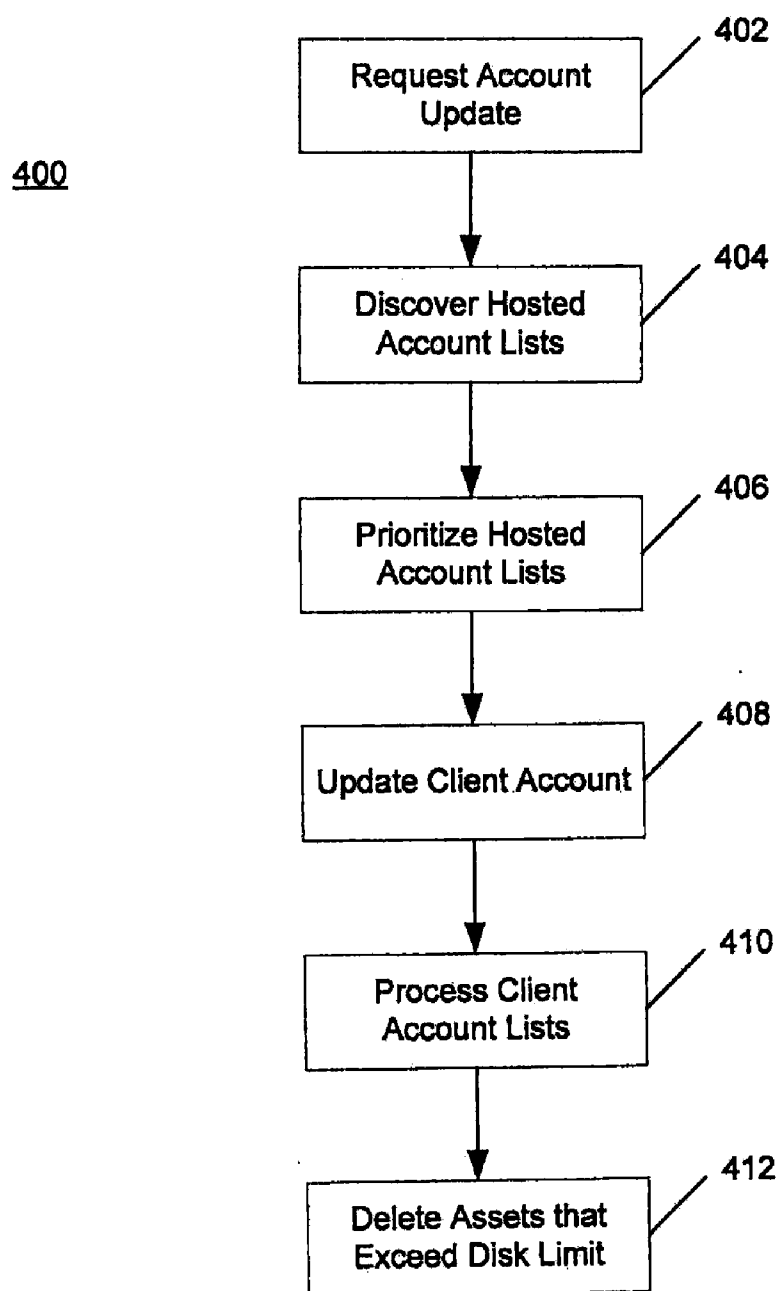 402
Request Account
Update
400
404
Discover Hosted
Account Lists
406
Prioritize Hosted
Account Lists
408
Update Client Account
410
Process Client
Account Lists
412
Delete Assets that
Exceed Disk Limit